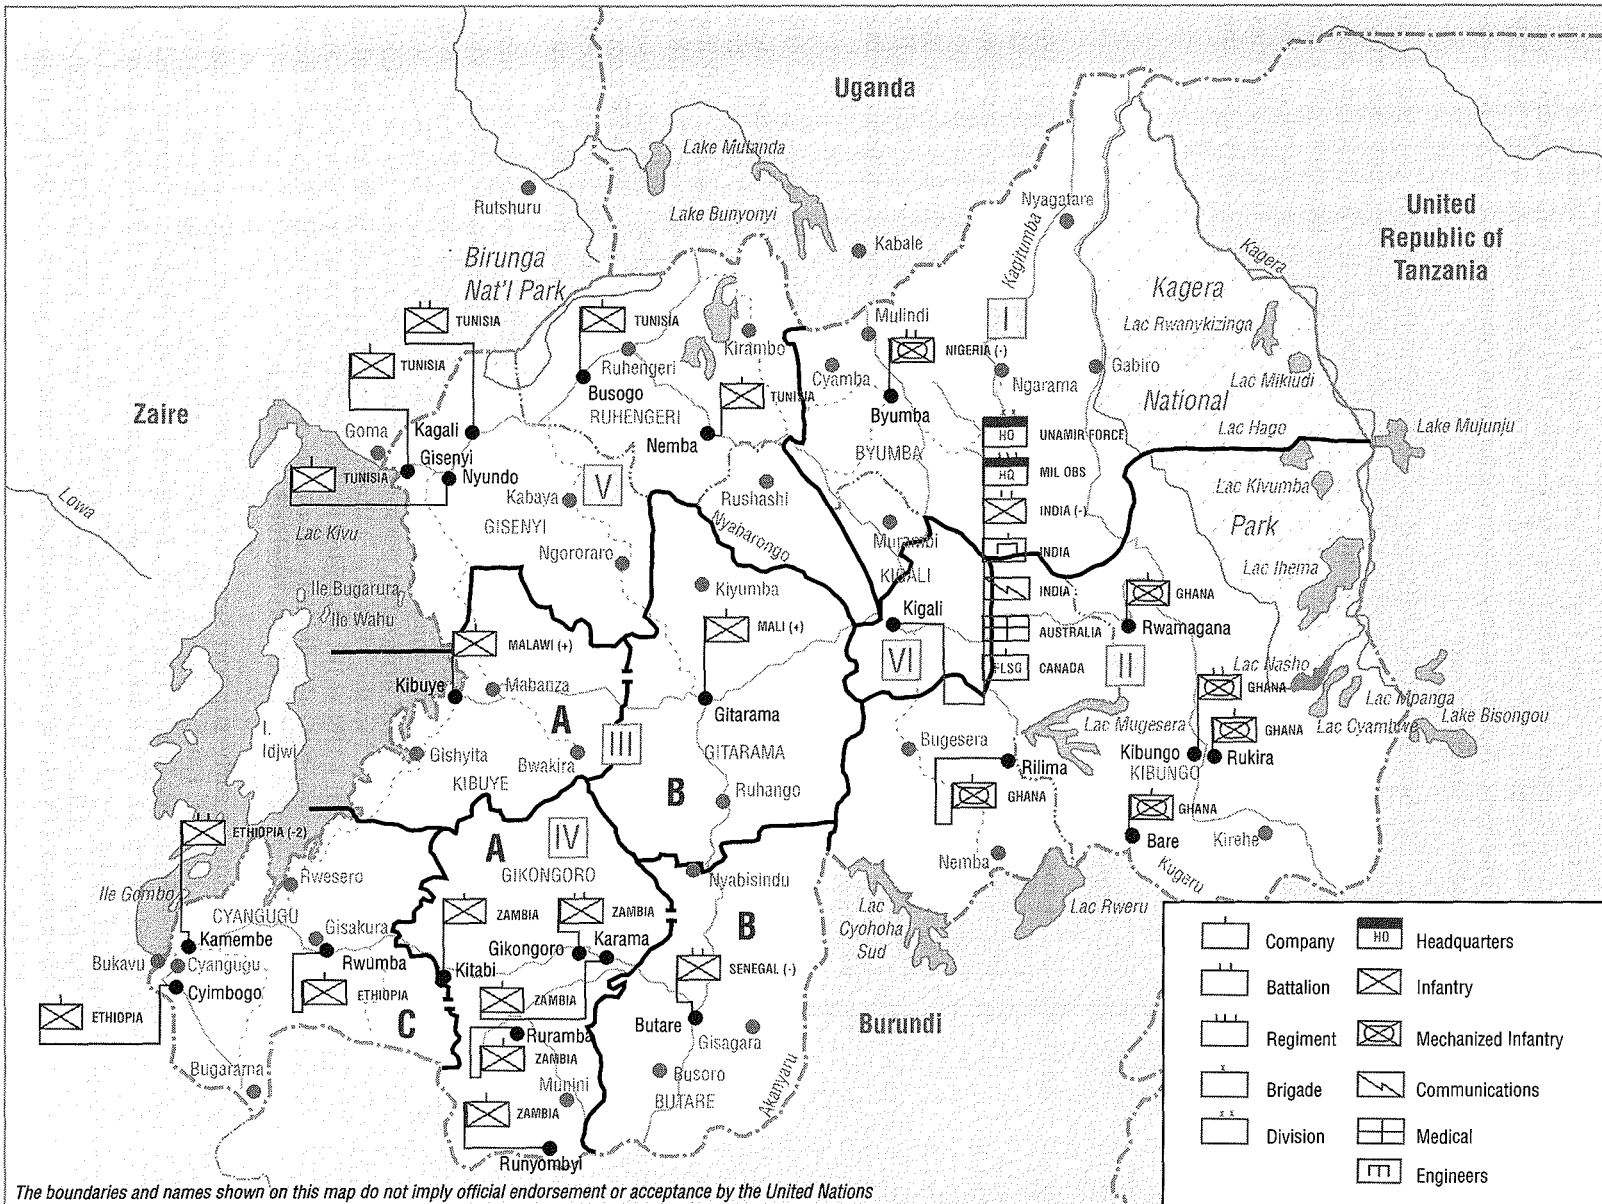 Uganda
Lake Mutanda
Rutshuru
Lake Bunyonyi
Nyagatare
Kabale
Kagitumba
Kagera
United
Republic of
Tanzania
Birunga
Nat'l Park
Kagera
TUNISIA
TUNISIA
Mulindi
I
Lac Rwanykizinga
Kirambo
NIGERIA (-)
TUNISIA
Ruhengeri
Cyamba
Ngarama
Gabiro
Lac Mikludi
Busogo
TUNISIA
Byumba
National
Zaire
RUHENGERI
Lac Hago
Lake Mujunju
Goma
Kagali
Nemba
HQ
UNAMIR FORCE
Gisenyi
BYUMBA
TUNISIA
Nyundo
HQ
MIL OBS
V
Rushashi
Lac Kivumba
Kabaya
Lowa
INDIA (-)
GISENYI
Nyabarongo
Park
Lac Kivu
Murambi
Ngororaro
INDIA
Lac Ihema
KIGALI
Ile Bugarura
Kiyumba
INDIA
GHANA
Ile Wahu
Kigali
MALI (+)
AUSTRALIA
Rwamagana
MALAWI (+)
VI
FLSG
CANADA
II
Lac Nasho
Kibuye
Mabanza
GHANA
Lac Mpanga
Gitarama
A
Lac Mugesera
Lac Cyambwe
Lake Bisongou
I.
Idjwi
III
Bugesera
GHANA
Gishyita
Bwakira
GITARAMA
Kibungo
Rukira
Rilima
KIBUNGO
KIBUYE
B
Ruhango
GHANA
GHANA
ETHIOPIA (-2)
A
IV
Bare
Kirehe
Nemba
GIKONGORO
Rwesero
Nyabisindu
Kugeru
Ile Gombo
Lac
Cyohoha
Sud
Lac Rweru
CYANGUGU
ZAMBIA
ZAMBIA
B
Gisakura
Kamembe
Gikongoro
Karama
Bukavu
Cyangugu
Rwumba
Kitabi
SENEGAL (-)
Cyimbogo
ETHIOPIA
ZAMBIA
ETHIOPIA
C
Butare
Burundi
Ruramba
Gisagara
ZAMBIA
Bugarama
Busoro
Munini
Akanyaru
BUTARE
ZAMBIA
Runyombyi
Company
HQ
Headquarters
Battalion
Infantry
Regiment
Mechanized Infantry
Brigade
Communications
Division
Medical
Engineers
The boundaries and names shown on this map do not imply official endorsement or acceptance by the United Nations